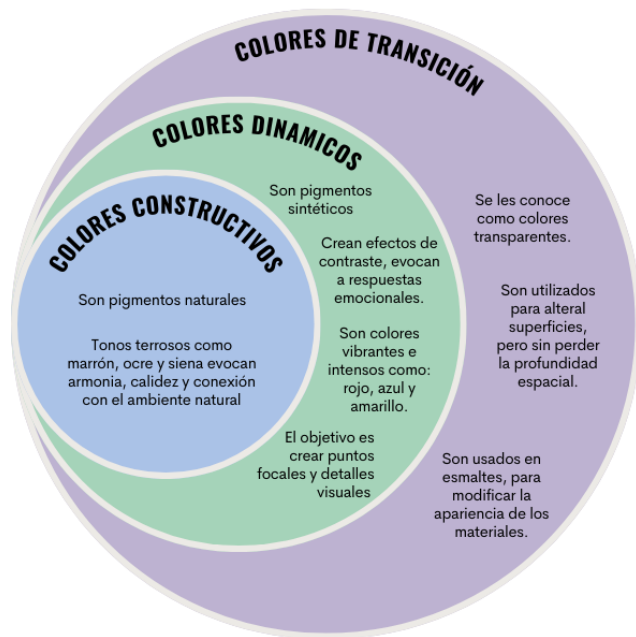 COLORES DE TRANSICIÓN
COLORES DINAMICOS
COLORES CONSTRUCTIVOS
Son pigmentos naturales
Tonos terrosos como
marrón, ocre y siena evocan
armonia, calidez y conexión
con el ambiente natural
Son pigmentos
sintéticos
Crean efectos de
contraste, evocan
a respuestas
emocionales.
Son colores
vibrantes e
intensos como:
rojo, azul y
amarillo.
El objetivo es
crear puntos
focales y detalles
visuales
Se les conoce
como colores
transparentes.
Son utilizados
para alteral
superficies,
pero sin perder
la profundidad
espacial.
Son usados en
esmaltes, para
modificar la
apariencia de los
materiales.